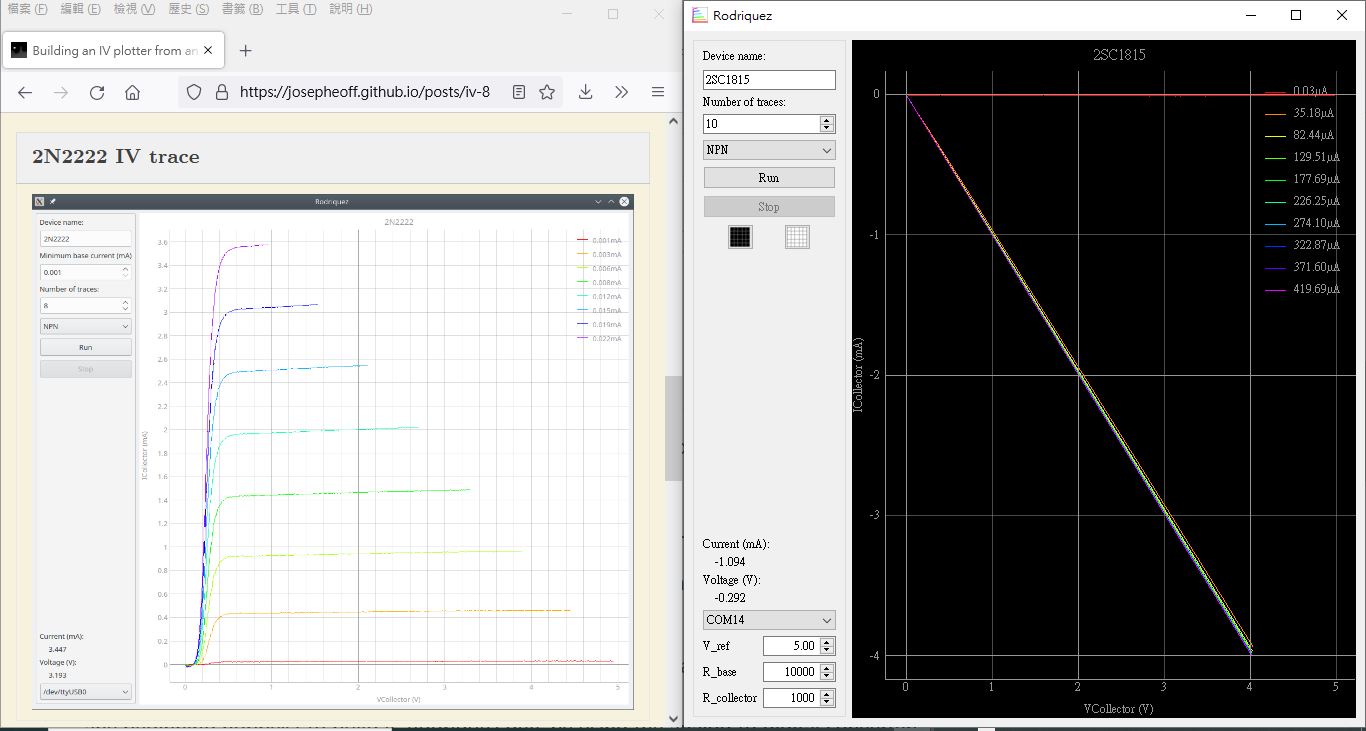 檔案 (F) 編輯 (E) 檢視 (V) 歷史 (S) 書籤 (B) 工具 (T) 說明 (H)
Building an IV plotter from an
https://josepheoff.github.io/posts/iv-8
2N2222 IV trace
Rodriquez
Device name:
2N2222
Minimum base current (mA)
0.001
Number of traces:
8
NPN
Run
Stop
Current (mA):
3.447
Voltage (V):
3.193
/dev/ttyUSB0
2N2222
3.6
3.4
3.2
3
2.8
2.6
2.4
2.2
2
1.8
1.6
1.4
1.2
1
0.8
0.6
0.4
0.2
0
ICollector (mA)
0 1 2 3 4 5
VCollector (V)
0.001mA
0.003mA
0.006mA
0.008mA
0.012mA
0.015mA
0.019mA
0.022mA
Rodriquez
Device name:
2SC1815
Number of traces:
10
NPN
Run
Stop
Current (mA):
-1.094
Voltage (V):
-0.292
COM14
V_ref 5.00
R_base 10000
R_collector 1000
2SC1815
0
-1
-2
-3
-4
ICollector (mA)
0 1 2 3 4 5
VCollector (V)
0.03µA
35.18µA
82.44µA
129.51µA
177.69µA
226.25µA
274.10µA
322.87µA
371.60µA
419.69µA